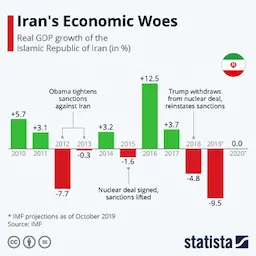 Iran's Economic Woes
Real GDP growth of the
Islamic Republic of Iran (in %)
+12.5
Obama tightens
sanctions
against Iran
Trump withdraws
from nuclear deal,
reinstates sanctions
+5.7
+3.1
+3.2
+3.7
0.0
2010
2011
2012
2013
2014
2015
2016
2017
2018
2019*
2020*
-0.3
-1.6
-4.8
-7.7
-9.5
Nuclear deal signed,
sanctions lifted
* IMF projections as of October 2019
Source: IMF
statista